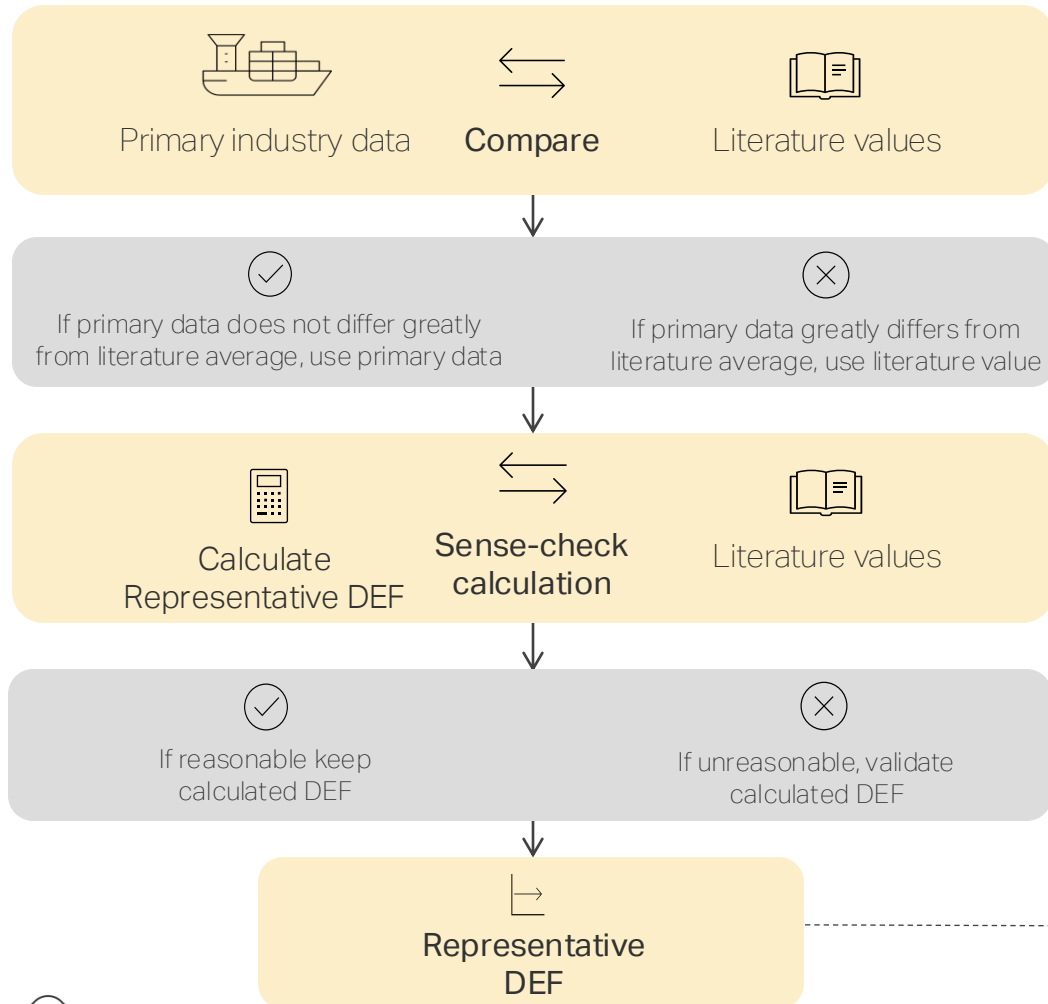 Primary industry data
Compare
Literature values
If primary data does not differ greatly
from literature average, use primary data
If primary data greatly differs from
literature average, use literature value
Calculate
Representative DEF
Sense-check
calculation
Literature values
If reasonable keep
calculated DEF
If unreasonable, validate
calculated DEF
Representative
DEF